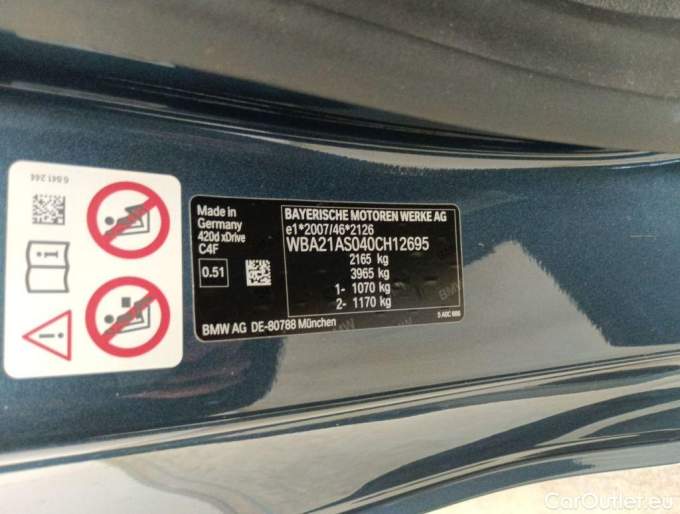 6 941 244
Made in
Germany
420d xDrive
C4F
0.51
BAYERISCHE MOTOREN WERKE AG
e1*2007/46*2126
WBA21AS040CH12695
2165 kg
3965 kg
1- 1070 kg
2- 1170 kg
BMW AG DE-80788 München
CarOutlet.eu